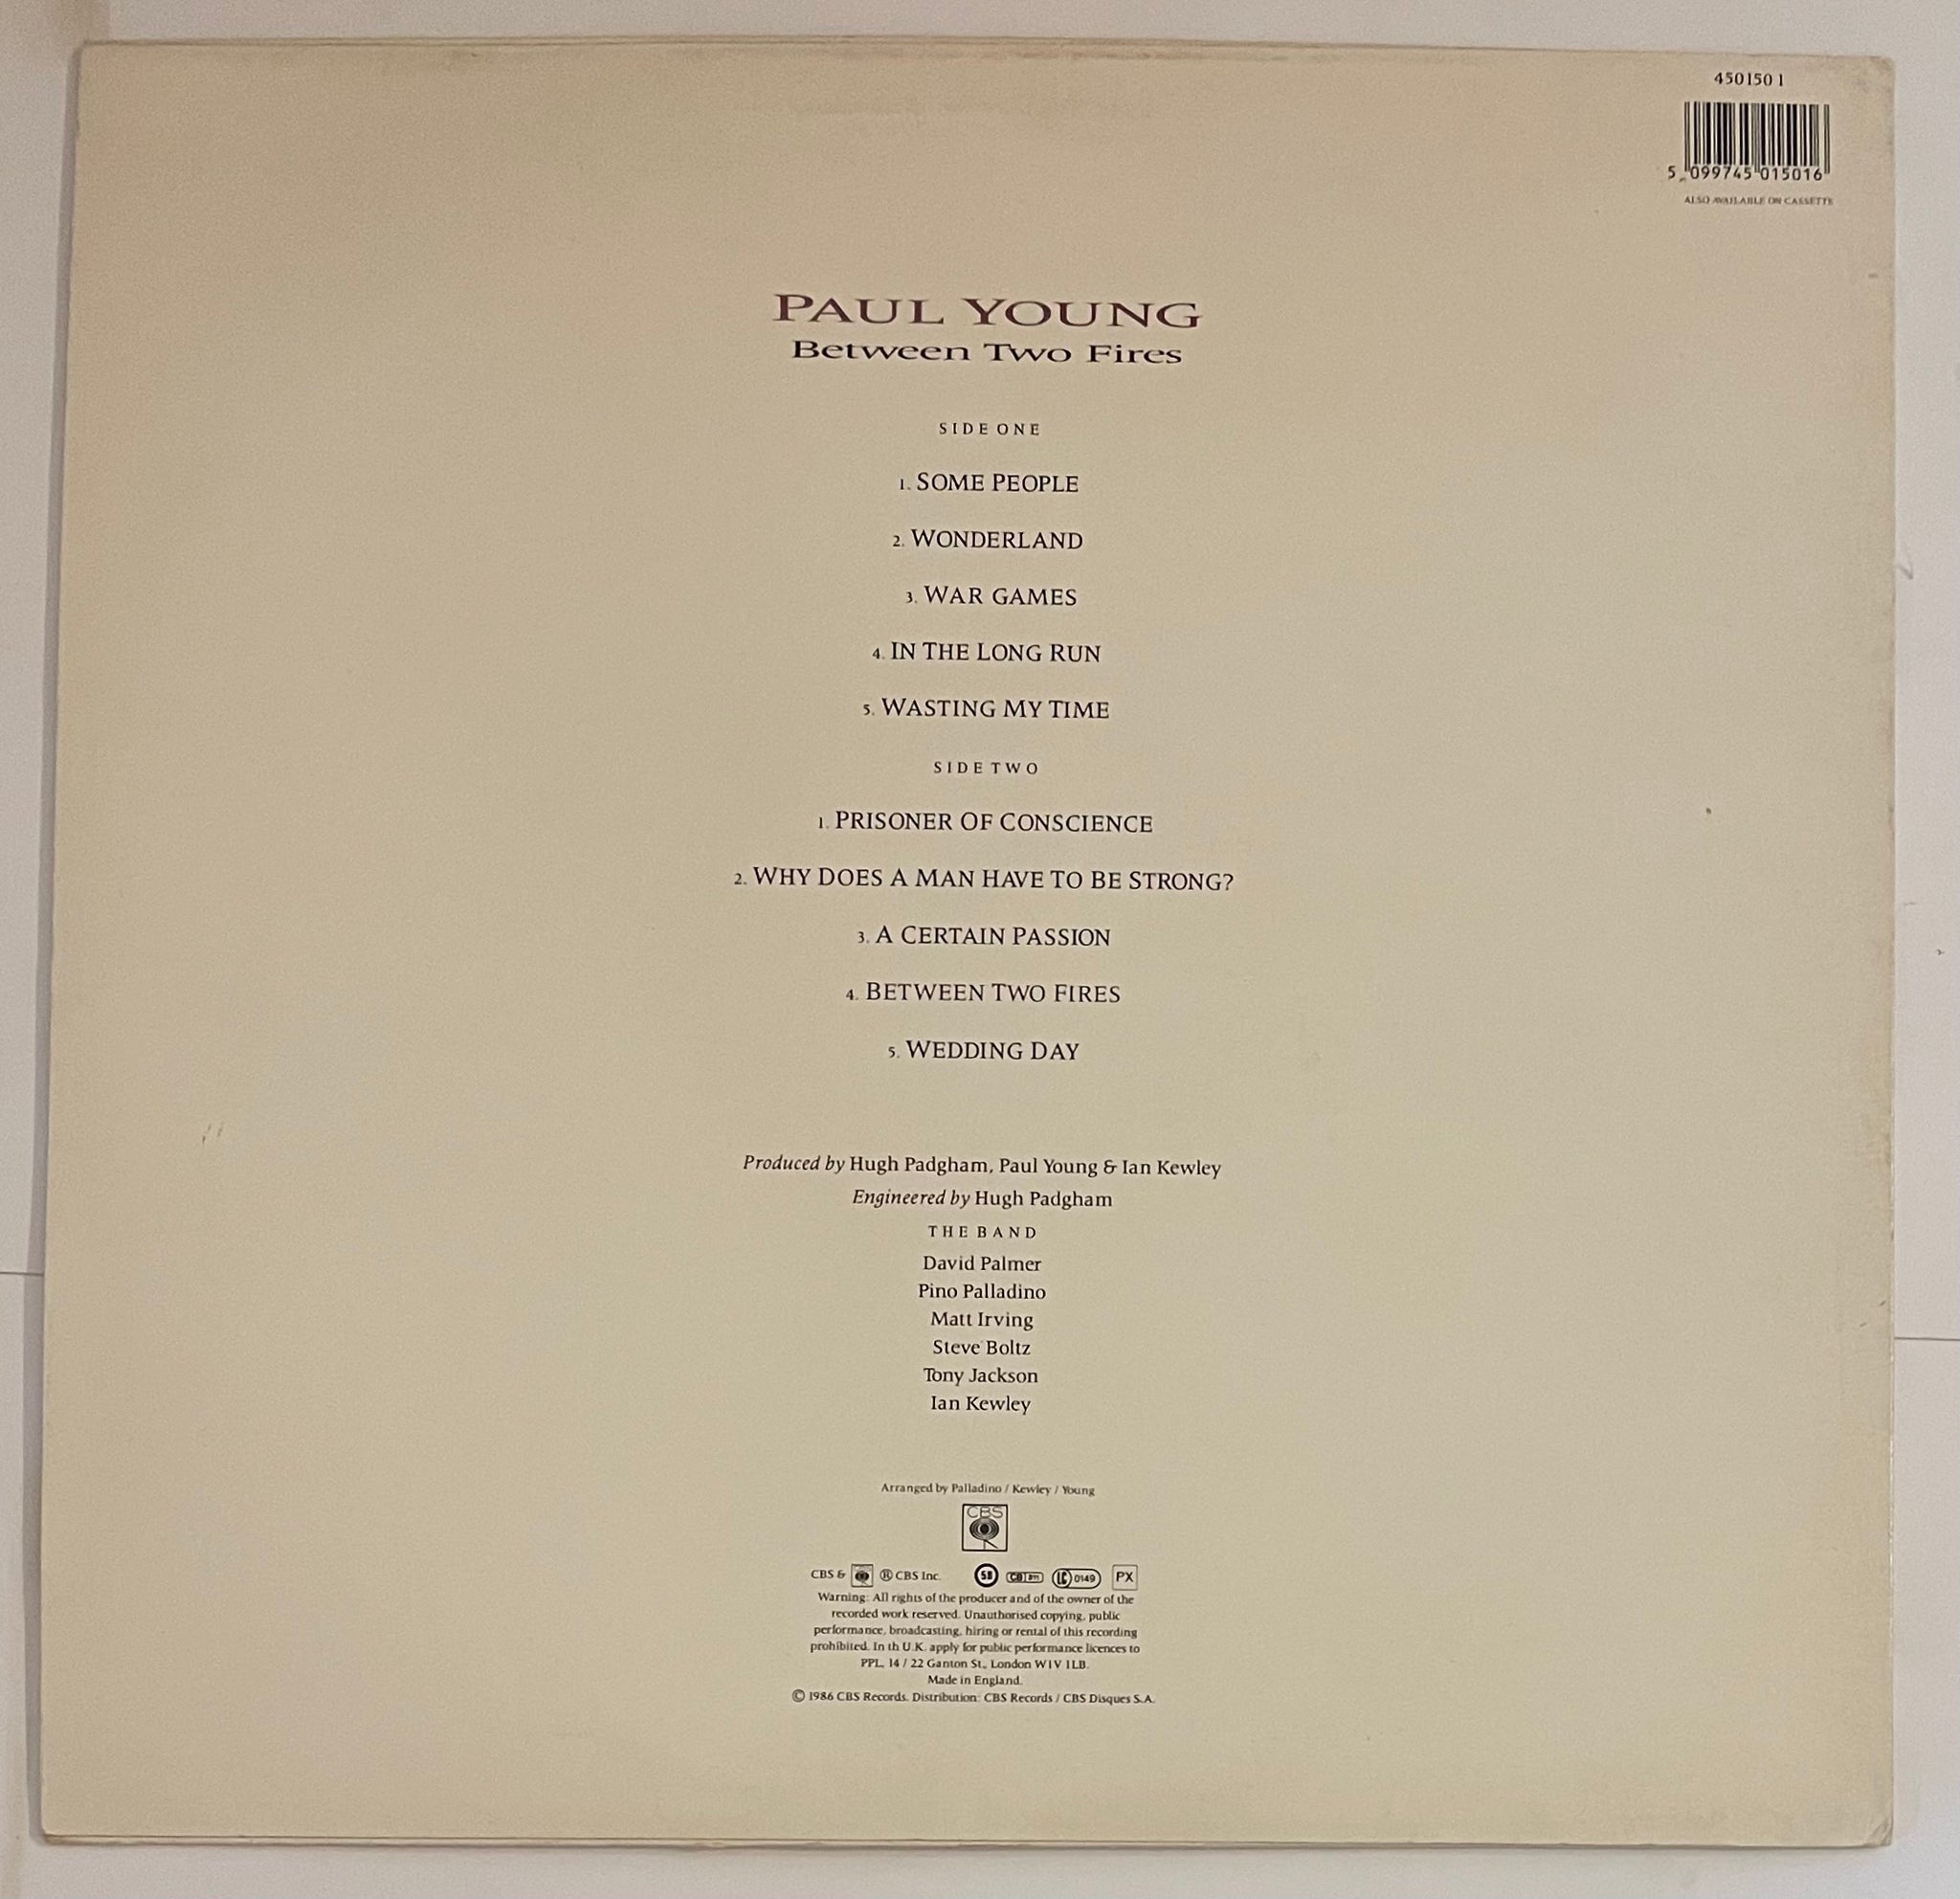 450150 1
5 099745 015016
ALSO AVAILABLE ON CASSETTE
PAUL YOUNG
Between Two Fires
SIDE ONE
1. SOME PEOPLE
2. WONDERLAND
3. WAR GAMES
4. IN THE LONG RUN
5. WASTING MY TIME
SIDE TWO
1. PRISONER OF CONSCIENCE
2. WHY DOES A MAN HAVE TO BE STRONG?
3. A CERTAIN PASSION
4. BETWEEN TWO FIRES
5. WEDDING DAY
Produced by Hugh Padgham, Paul Young & Ian Kewley
Engineered by Hugh Padgham
THE BAND
David Palmer
Pino Palladino
Matt Irving
Steve Boltz
Tony Jackson
Ian Kewley
Arranged by Palladino / Kewley / Young
CBS
CBS & ® CBS Inc. LC 0149 PX
Warning: All rights of the producer and of the owner of the
recorded work reserved. Unauthorised copying, public
performance, broadcasting, hiring or rental of this recording
prohibited. In th U.K. apply for public performance licences to
PPL, 14 / 22 Ganton St., London W1V 1LB.
Made in England.
© 1986 CBS Records. Distribution: CBS Records / CBS Disques S.A.